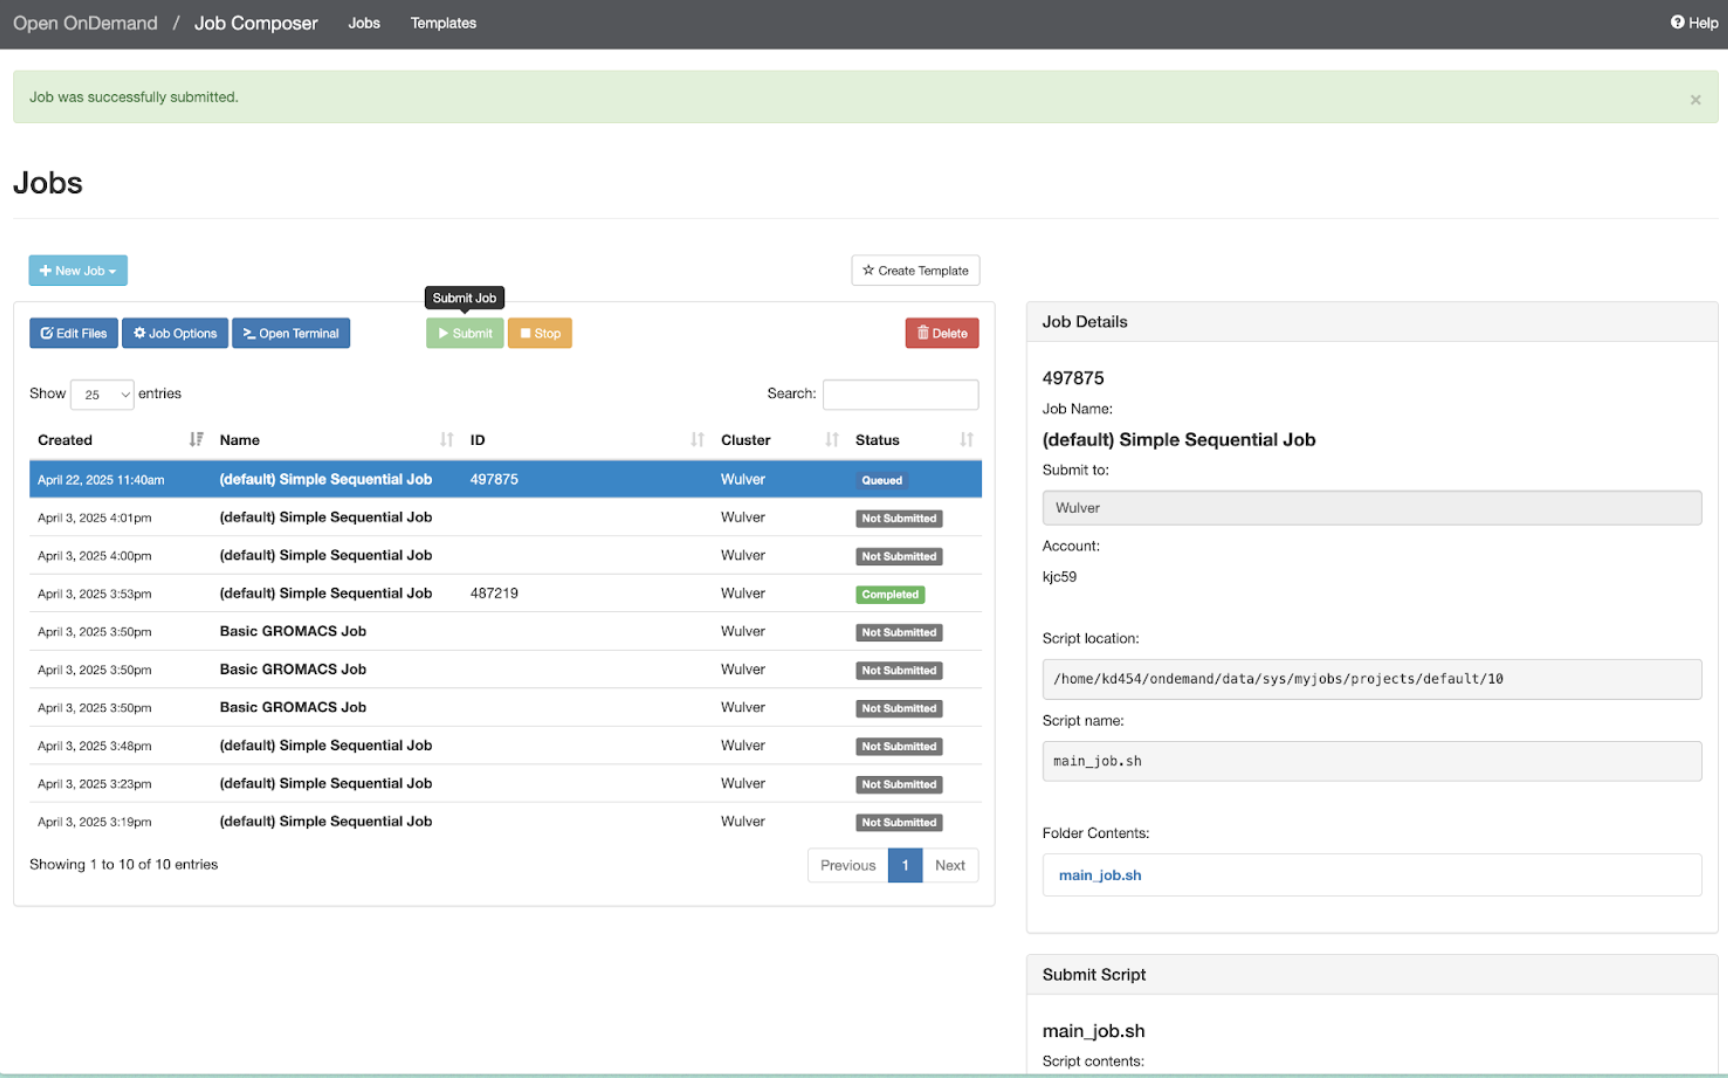 Open OnDemand / Job Composer Jobs Templates Help
Job was successfully submitted. ×
Jobs
New Job Create Template
Submit Job
Edit Files Job Options Open Terminal Submit Stop Delete
Show 25 entries Search:
Created Name ID Cluster Status
April 22, 2025 11:40am (default) Simple Sequential Job 497875 Wulver Queued
April 3, 2025 4:01pm (default) Simple Sequential Job Wulver Not Submitted
April 3, 2025 4:00pm (default) Simple Sequential Job Wulver Not Submitted
April 3, 2025 3:53pm (default) Simple Sequential Job 487219 Wulver Completed
April 3, 2025 3:50pm Basic GROMACS Job Wulver Not Submitted
April 3, 2025 3:50pm Basic GROMACS Job Wulver Not Submitted
April 3, 2025 3:50pm Basic GROMACS Job Wulver Not Submitted
April 3, 2025 3:48pm (default) Simple Sequential Job Wulver Not Submitted
April 3, 2025 3:23pm (default) Simple Sequential Job Wulver Not Submitted
April 3, 2025 3:19pm (default) Simple Sequential Job Wulver Not Submitted
Showing 1 to 10 of 10 entries Previous 1 Next
Job Details
497875
Job Name:
(default) Simple Sequential Job
Submit to:
Wulver
Account:
kjc59
Script location:
/home/kd454/ondemand/data/sys/myjobs/projects/default/10
Script name:
main_job.sh
Folder Contents:
main_job.sh
Submit Script
main_job.sh
Script contents: